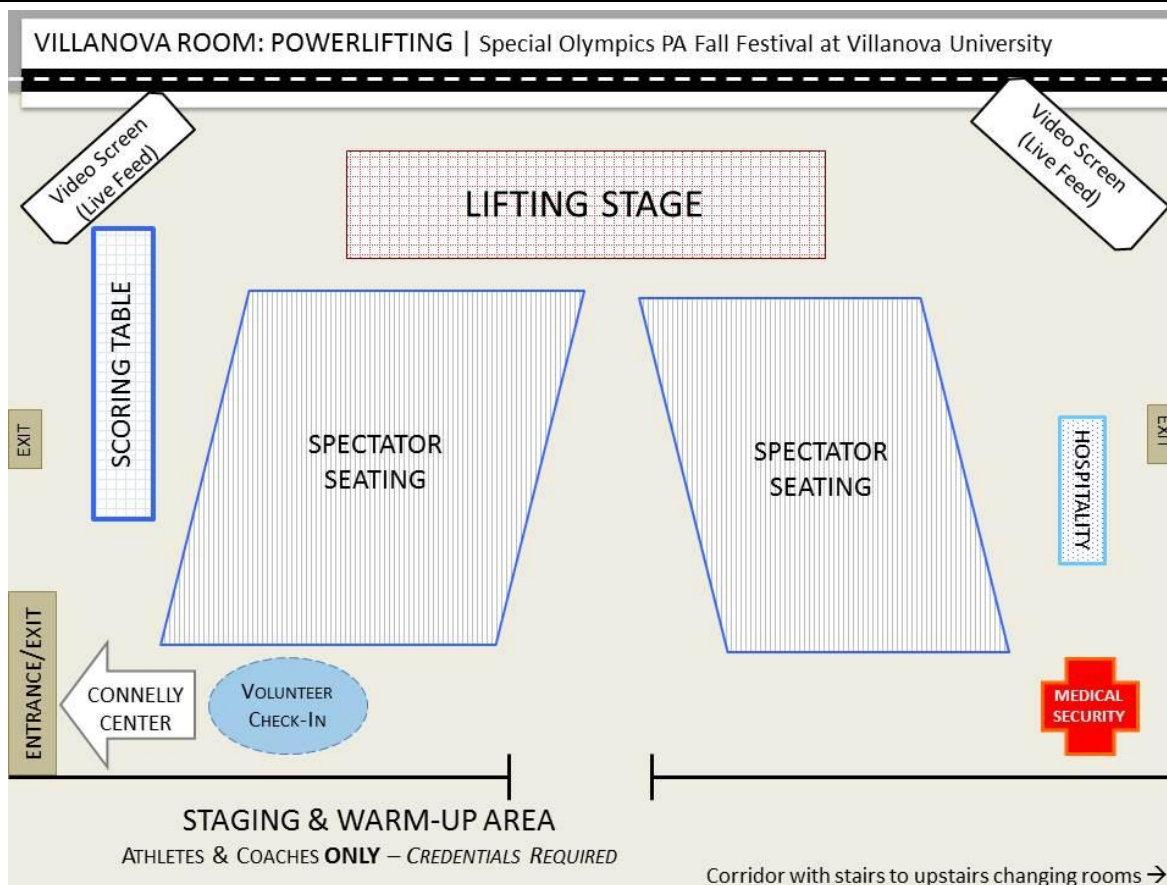 VILLANOVA ROOM: POWERLIFTING | Special Olympics PA Fall Festival at Villanova University
Video Screen
(Live Feed)
Video Screen
(Live Feed)
LIFTING STAGE
SCORING TABLE
SPECTATOR
SEATING
SPECTATOR
SEATING
EXIT
HOSPITALITY
EXIT
ENTRANCE/EXIT
CONNELLY
CENTER
VOLUNTEER
CHECK-IN
MEDICAL
SECURITY
STAGING & WARM-UP AREA
ATHLETES & COACHES ONLY – CREDENTIALS REQUIRED
Corridor with stairs to upstairs changing rooms →